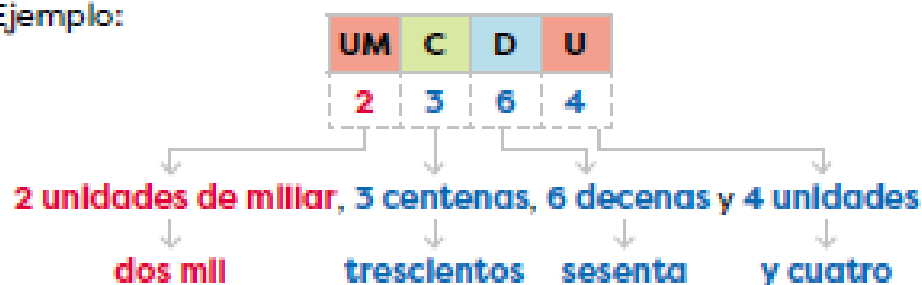 Ejemplo:
UM C D U
2 3 6 4
2 unidades de millar, 3 centenas, 6 decenas y 4 unidades
dos mil trescientos sesenta y cuatro